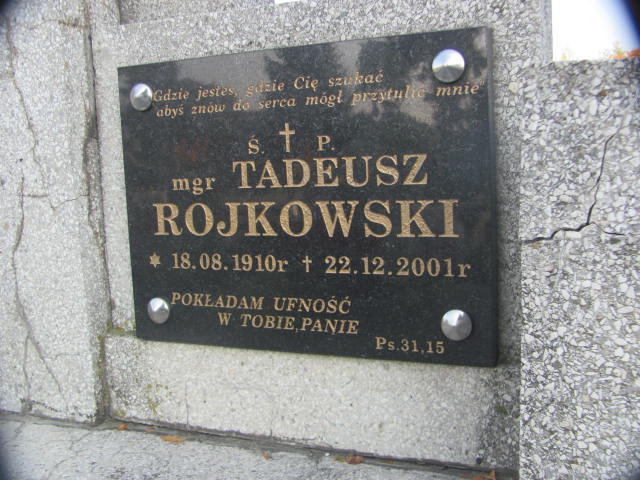 Gdzie jesteś, gdzie Cię szukać
abyś znów do serca mógł przytulić mnie
Ś. † P.
mgr TADEUSZ
ROJKOWSKI
* 18.08.1910r † 22.12.2001r
POKŁADAM UFNOŚĆ
W TOBIE, PANIE
Ps.31,15